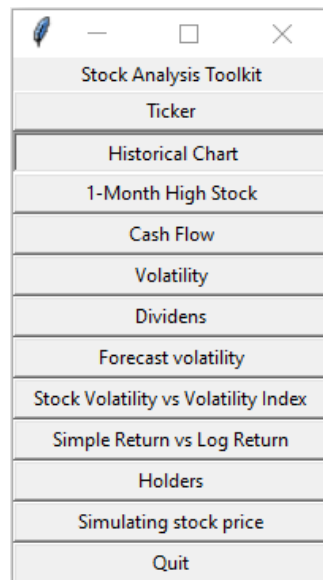 Stock Analysis Toolkit
Ticker
Historical Chart
1-Month High Stock
Cash Flow
Volatility
Dividens
Forecast volatility
Stock Volatility vs Volatility Index
Simple Return vs Log Return
Holders
Simulating stock price
Quit